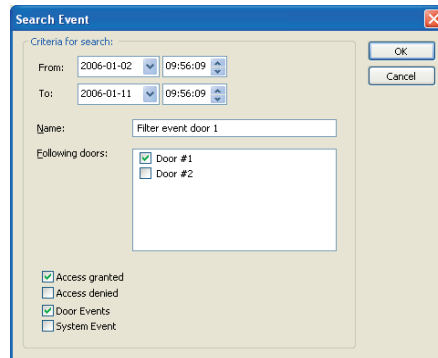 Search Event
Criteria for search:
From: 2006-01-02 09:56:09
To: 2006-01-11 09:56:09
Name: Filter event door 1
Following doors: Door #1
Door #2
Access granted
Access denied
Door Events
System Event
OK
Cancel